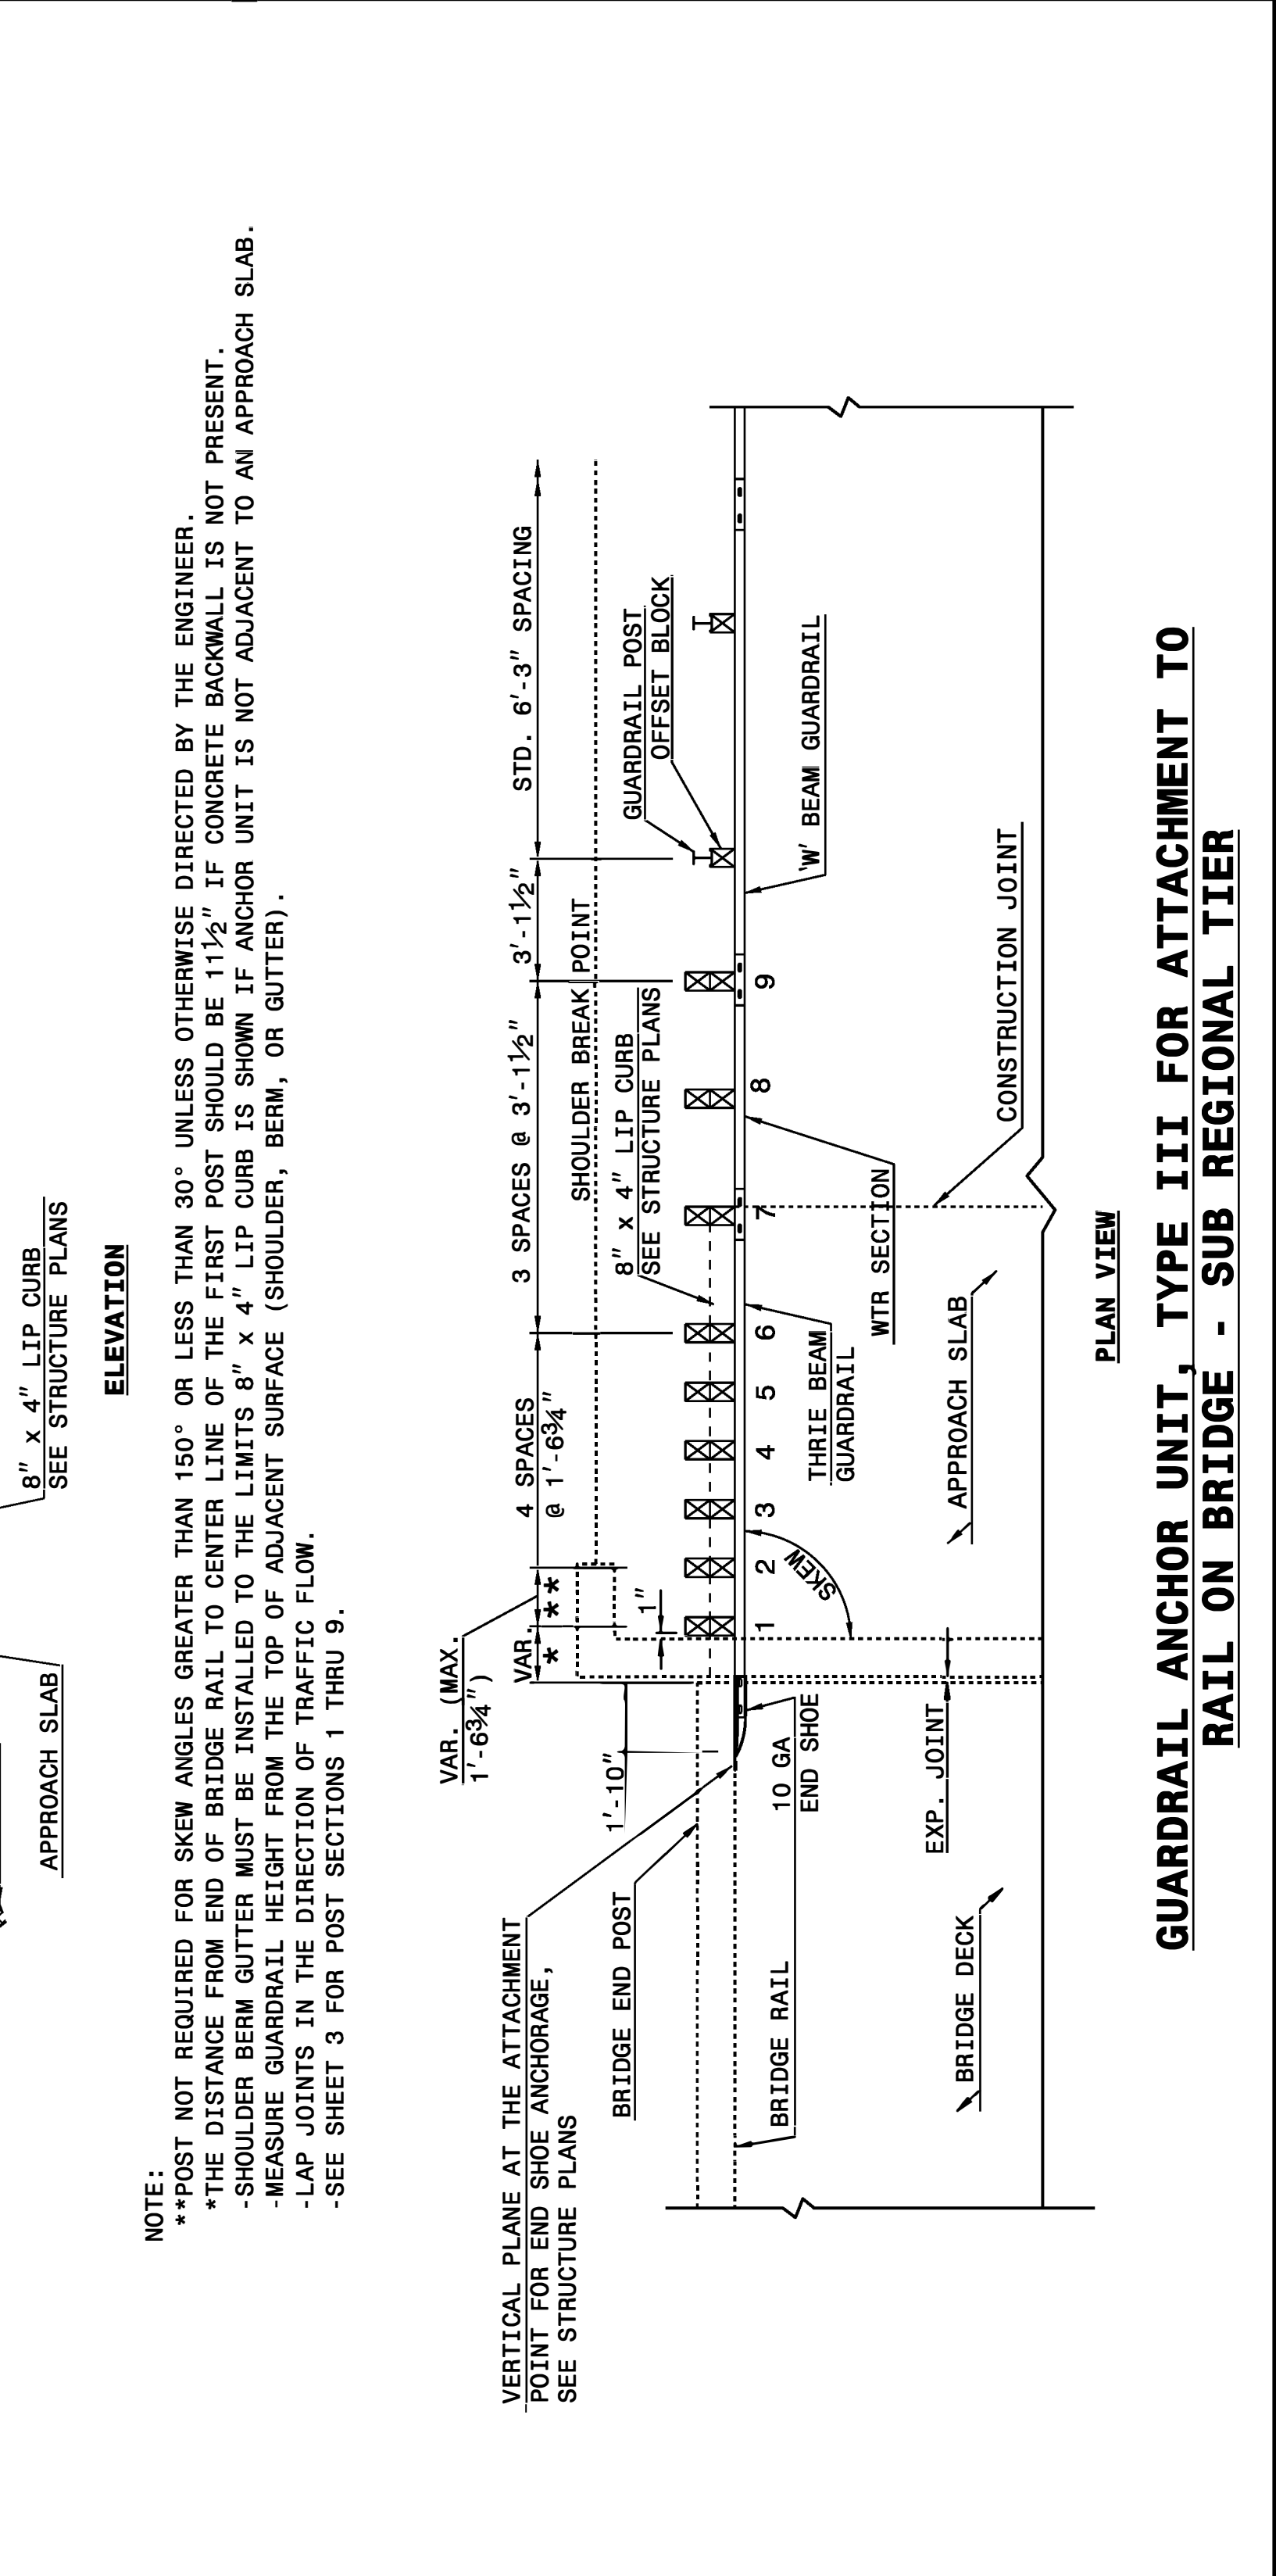 8" x 4" LIP CURB
SEE STRUCTURE PLANS
APPROACH SLAB
ELEVATION
NOTE:
**POST NOT REQUIRED FOR SKEW ANGLES GREATER THAN 150° OR LESS THAN 30° UNLESS OTHERWISE DIRECTED BY THE ENGINEER.
*THE DISTANCE FROM END OF BRIDGE RAIL TO CENTER LINE OF THE FIRST POST SHOULD BE 11½" IF CONCRETE BACKWALL IS NOT PRESENT.
-SHOULDER BERM GUTTER MUST BE INSTALLED TO THE LIMITS 8" x 4" LIP CURB IS SHOWN IF ANCHOR UNIT IS NOT ADJACENT TO AN APPROACH SLAB.
-MEASURE GUARDRAIL HEIGHT FROM THE TOP OF ADJACENT SURFACE (SHOULDER, BERM, OR GUTTER).
-LAP JOINTS IN THE DIRECTION OF TRAFFIC FLOW.
-SEE SHEET 3 FOR POST SECTIONS 1 THRU 9.
VAR. (MAX.
1'-6¾")
VERTICAL PLANE AT THE ATTACHMENT
POINT FOR END SHOE ANCHORAGE,
SEE STRUCTURE PLANS
VAR.
*
**
4 SPACES
@ 1'-6¾"
3 SPACES @ 3'-1½"
3'-1½"
STD. 6'-3" SPACING
SHOULDER BREAK POINT
1'-10"
1"
BRIDGE END POST
8" x 4" LIP CURB
SEE STRUCTURE PLANS
GUARDRAIL POST
OFFSET BLOCK
1
2
3
4
5
6
7
8
9
BRIDGE RAIL
10 GA
END SHOE
SKEW
THRIE BEAM
GUARDRAIL
WTR SECTION
'W' BEAM GUARDRAIL
BRIDGE DECK
EXP. JOINT
APPROACH SLAB
CONSTRUCTION JOINT
PLAN VIEW
GUARDRAIL ANCHOR UNIT, TYPE III FOR ATTACHMENT TO
RAIL ON BRIDGE - SUB REGIONAL TIER